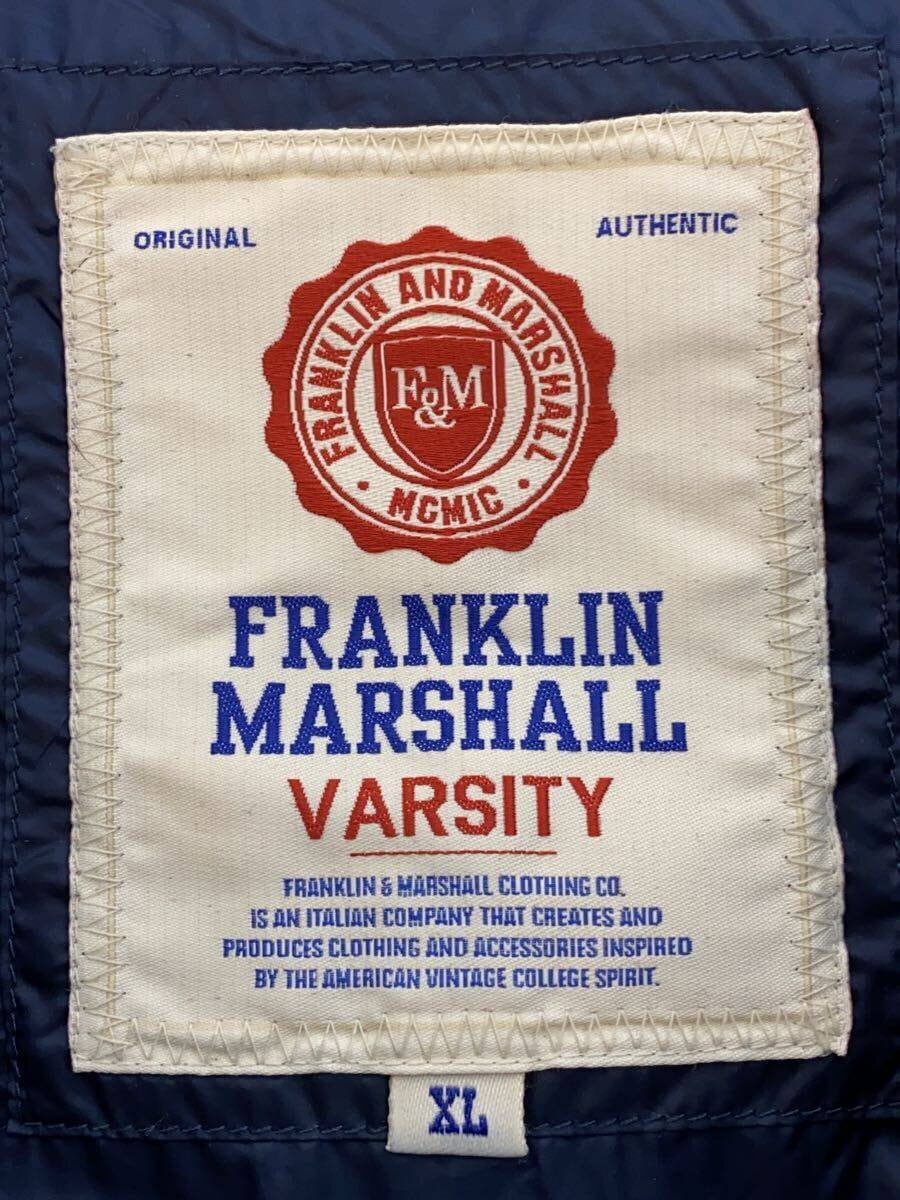 ORIGINAL
AUTHENTIC
FRANKLIN AND MARSHALL
F&M
· MCMIC ·
FRANKLIN
MARSHALL
VARSITY
FRANKLIN & MARSHALL CLOTHING CO.
IS AN ITALIAN COMPANY THAT CREATES AND
PRODUCES CLOTHING AND ACCESSORIES INSPIRED
BY THE AMERICAN VINTAGE COLLEGE SPIRIT.
XL